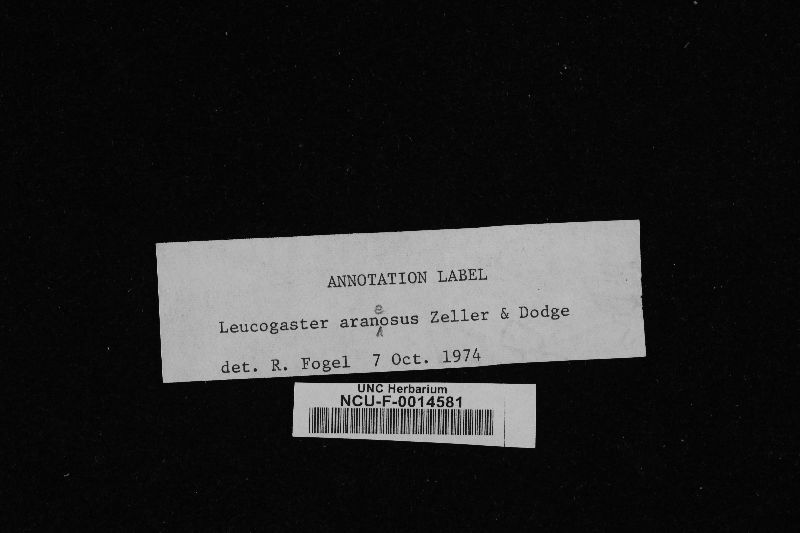 ANNOTATION LABEL
e
Leucogaster aranosus Zeller & Dodge
det. R. Fogel 7 Oct. 1974
UNC Herbarium
NCU-F-0014581